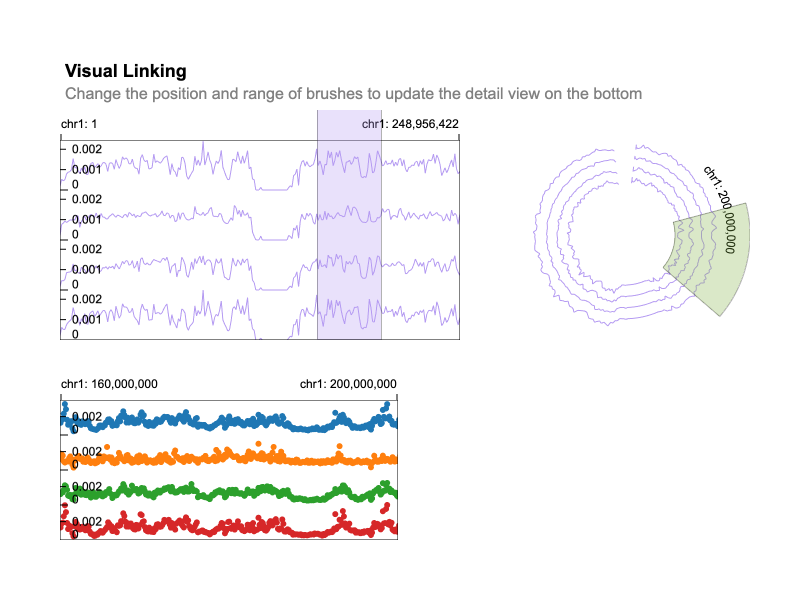 Visual Linking
Change the position and range of brushes to update the detail view on the bottom
chr1: 1
chr1: 248,956,422
0.002
0.001
0
0.002
0.001
0
0.002
0.001
0
0.002
0.001
0
chr1: 200,000,000
chr1: 160,000,000
chr1: 200,000,000
0.002
0
0.002
0
0.002
0
0.002
0